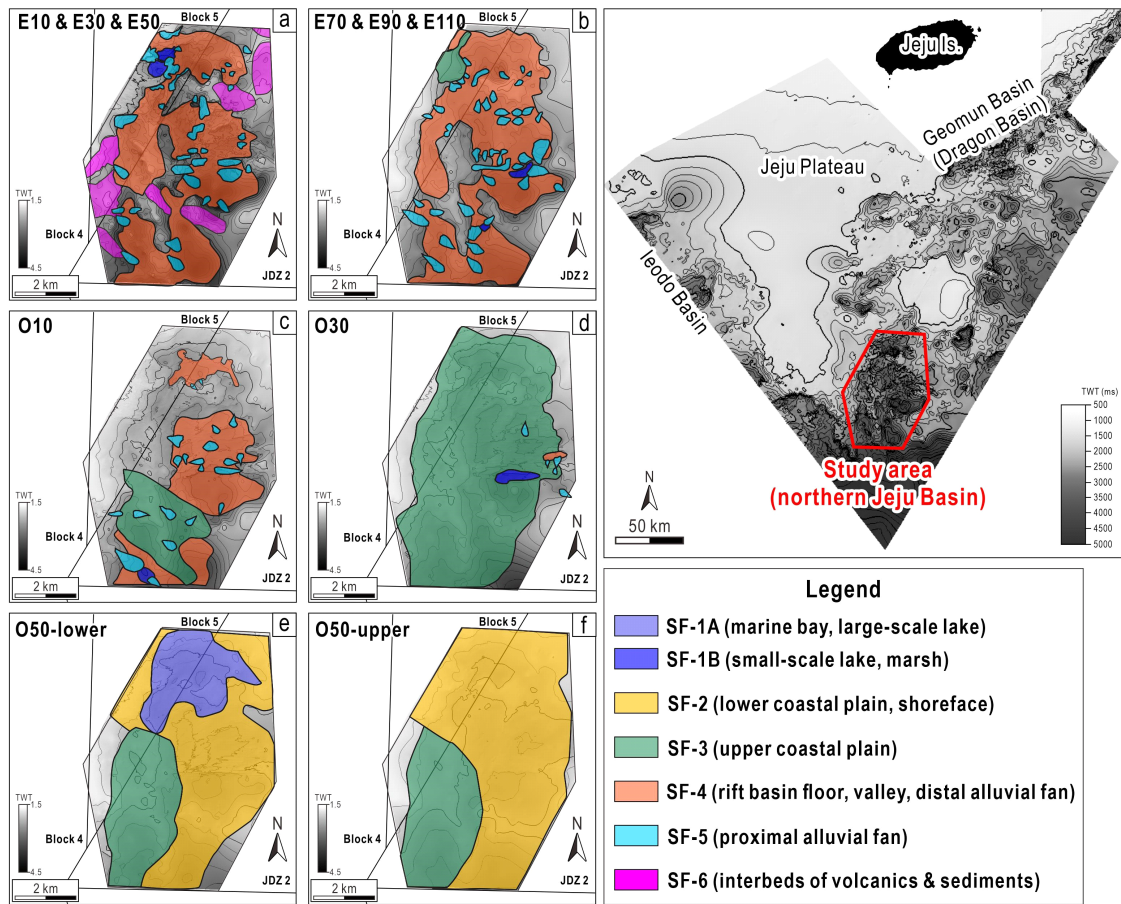 E10 & E30 & E50
Block 5
a
TWT
1.5
4.5
Block 4
N
JDZ 2
2 km
E70 & E90 & E110
Block 5
b
TWT
1.5
4.5
Block 4
N
JDZ 2
2 km
O10
Block 5
c
TWT
1.5
4.5
Block 4
N
JDZ 2
2 km
O30
Block 5
d
TWT
1.5
4.5
Block 4
N
JDZ 2
2 km
O50-lower
Block 5
e
TWT
1.5
4.5
Block 4
N
JDZ 2
2 km
O50-upper
Block 5
f
TWT
1.5
4.5
Block 4
N
JDZ 2
2 km
Jeju Is.
Geomun Basin
(Dragon Basin)
Jeju Plateau
Ieodo Basin
TWT (ms)
500
1000
1500
2000
2500
3000
3500
4000
4500
5000
N
50 km
Study area
(northern Jeju Basin)
Legend
SF-1A (marine bay, large-scale lake)
SF-1B (small-scale lake, marsh)
SF-2 (lower coastal plain, shoreface)
SF-3 (upper coastal plain)
SF-4 (rift basin floor, valley, distal alluvial fan)
SF-5 (proximal alluvial fan)
SF-6 (interbeds of volcanics & sediments)